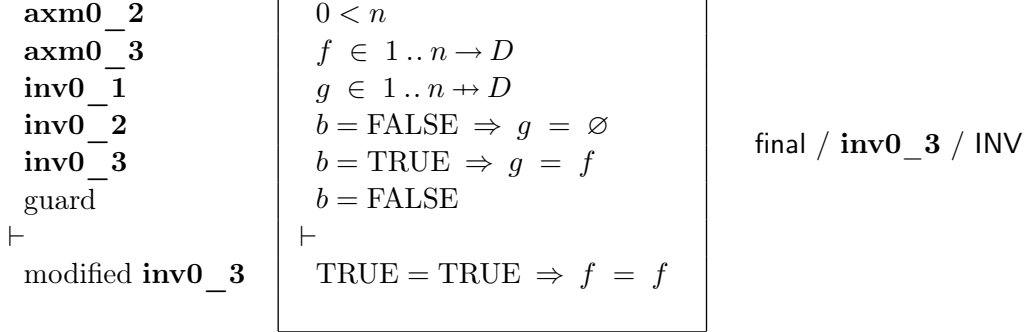 axm0_2 0 < n
axm0_3 f ∈ 1 .. n → D
inv0_1 g ∈ 1 .. n ⇸ D
inv0_2 b = FALSE ⇒ g = ∅
inv0_3 b = TRUE ⇒ g = f
guard b = FALSE
⊢ ⊢
modified inv0_3 TRUE = TRUE ⇒ f = f
final / inv0_3 / INV